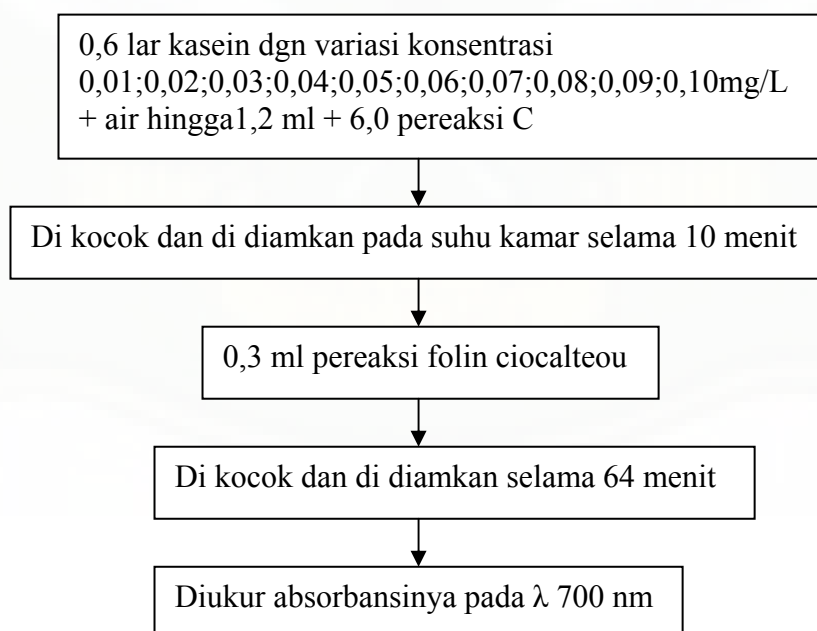 0,6 lar kasein dgn variasi konsentrasi
0,01;0,02;0,03;0,04;0,05;0,06;0,07;0,08;0,09;0,10mg/L
+ air hingga1,2 ml + 6,0 pereaksi C
Di kocok dan di diamkan pada suhu kamar selama 10 menit
0,3 ml pereaksi folin ciocalteou
Di kocok dan di diamkan selama 64 menit
Diukur absorbansinya pada λ 700 nm